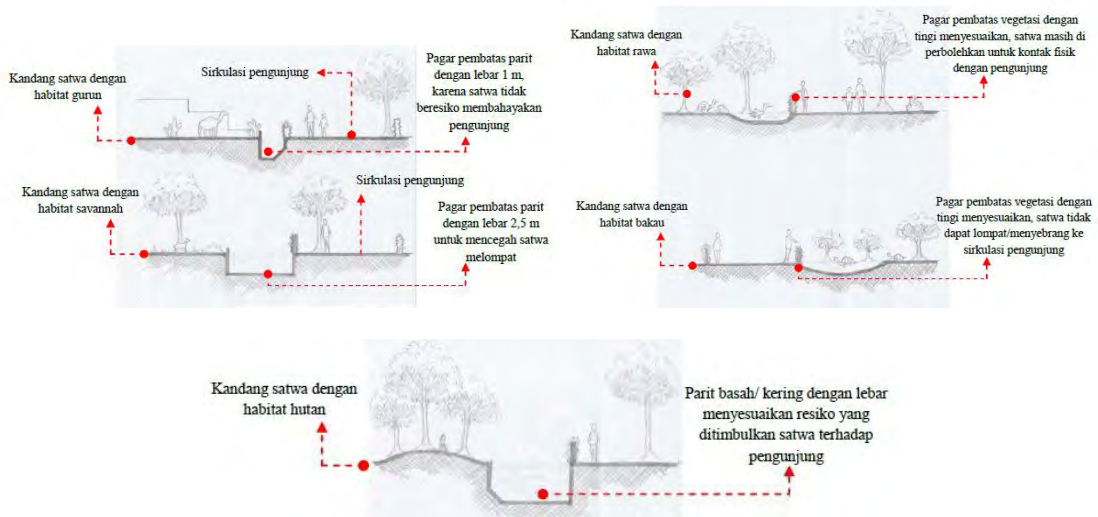 Kandang satwa dengan
habitat gurun
Sirkulasi pengunjung
Pagar pembatas parit
dengan lebar 1 m,
karena satwa tidak
beresiko membahayakan
pengunjung
Kandang satwa dengan
habitat savannah
Sirkulasi pengunjung
Pagar pembatas parit
dengan lebar 2,5 m
untuk mencegah satwa
melompat
Kandang satwa dengan
habitat rawa
Pagar pembatas vegetasi dengan
tingi menyesuaikan, satwa masih di
perbolehkan untuk kontak fisik
dengan pengunjung
Kandang satwa dengan
habitat bakau
Pagar pembatas vegetasi dengan
tingi menyesuaikan, satwa tidak
dapat lompat/menyebrang ke
sirkulasi pengunjung
Kandang satwa dengan
habitat hutan
Parit basah/ kering dengan lebar
menyesuaikan resiko yang
ditimbulkan satwa terhadap
pengunjung